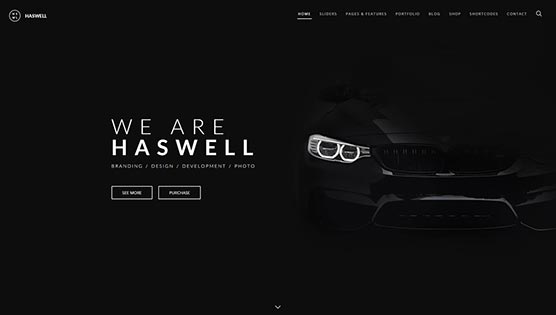 HASWELL
HOME SLIDERS PAGES & FEATURES PORTFOLIO BLOG SHOP SHORTCODES CONTACT
WE ARE
HASWELL
BRANDING / DESIGN / DEVELOPMENT / PHOTO
SEE MORE PURCHASE